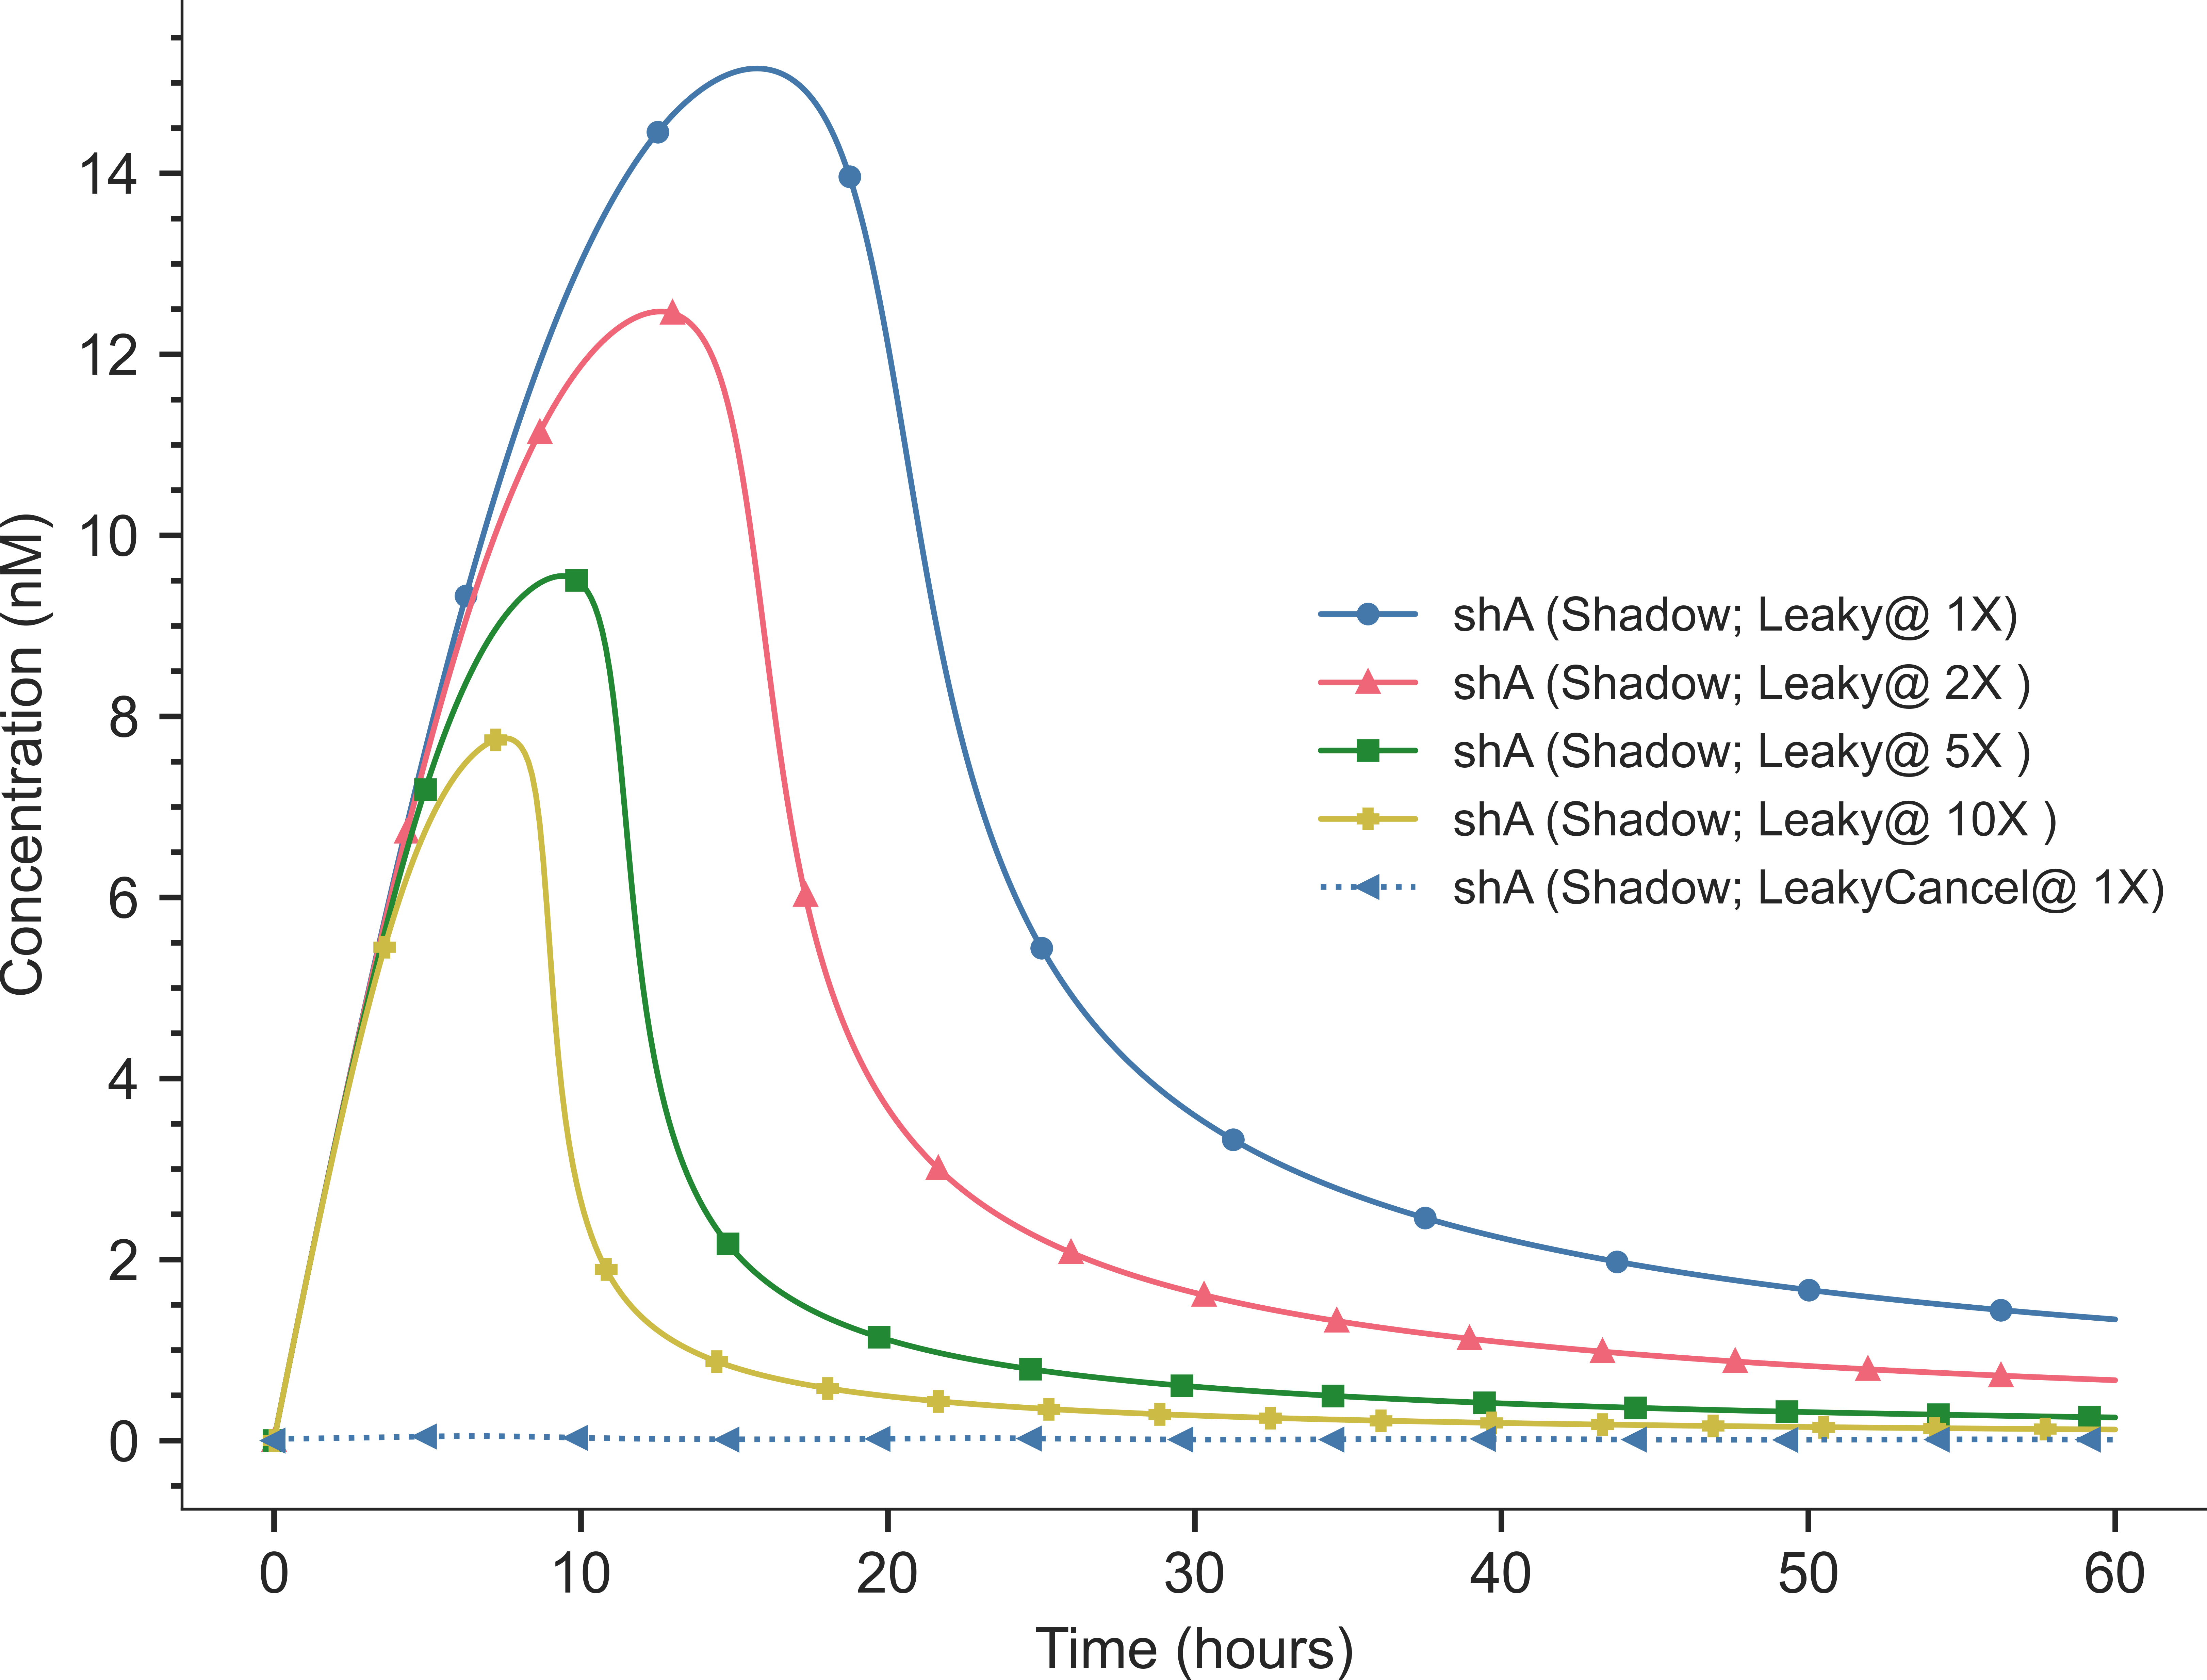 Concentration (nM)
14
12
10
8
6
4
2
0
shA (Shadow; Leaky@ 1X)
shA (Shadow; Leaky@ 2X )
shA (Shadow; Leaky@ 5X )
shA (Shadow; Leaky@ 10X )
shA (Shadow; LeakyCancel@ 1X)
0 10 20 30 40 50 60
Time (hours)